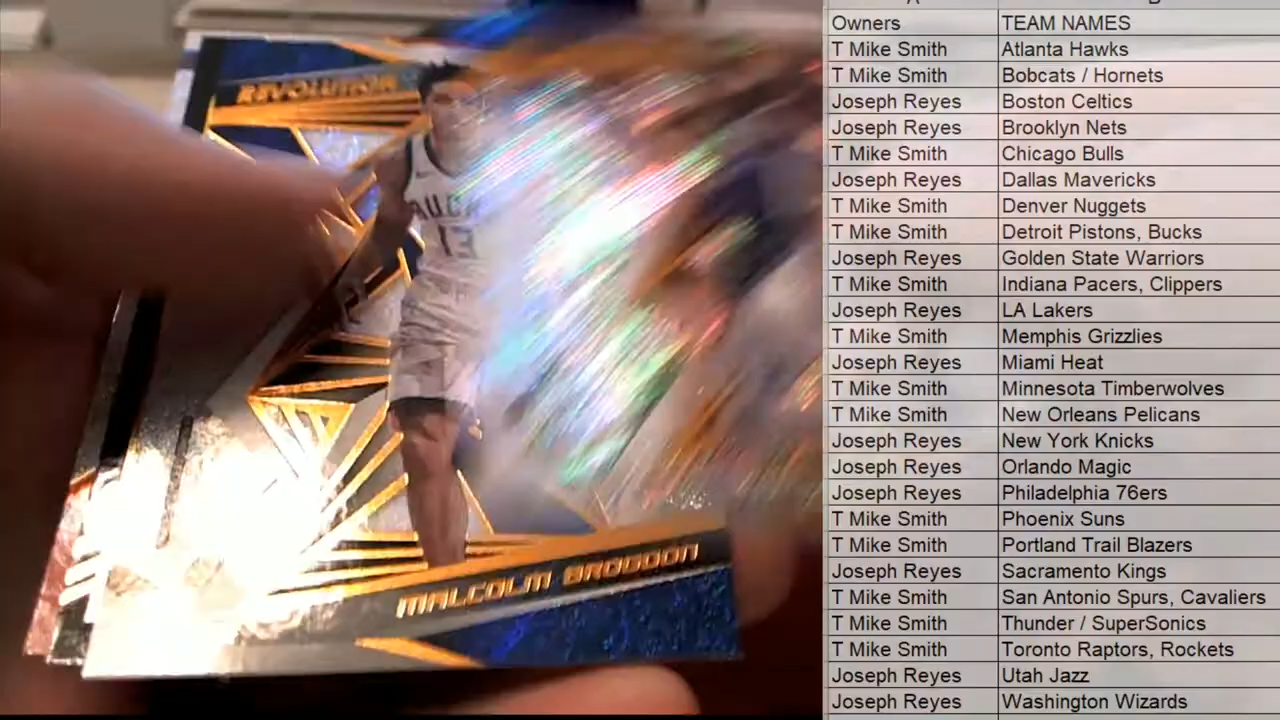 REVOLUTION
BUCKS
13
MALCOLM BROGDON
Owners TEAM NAMES
T Mike Smith Atlanta Hawks
T Mike Smith Bobcats / Hornets
Joseph Reyes Boston Celtics
Joseph Reyes Brooklyn Nets
T Mike Smith Chicago Bulls
Joseph Reyes Dallas Mavericks
T Mike Smith Denver Nuggets
T Mike Smith Detroit Pistons, Bucks
Joseph Reyes Golden State Warriors
T Mike Smith Indiana Pacers, Clippers
Joseph Reyes LA Lakers
T Mike Smith Memphis Grizzlies
Joseph Reyes Miami Heat
T Mike Smith Minnesota Timberwolves
T Mike Smith New Orleans Pelicans
Joseph Reyes New York Knicks
Joseph Reyes Orlando Magic
Joseph Reyes Philadelphia 76ers
T Mike Smith Phoenix Suns
T Mike Smith Portland Trail Blazers
Joseph Reyes Sacramento Kings
T Mike Smith San Antonio Spurs, Cavaliers
T Mike Smith Thunder / SuperSonics
T Mike Smith Toronto Raptors, Rockets
Joseph Reyes Utah Jazz
Joseph Reyes Washington Wizards